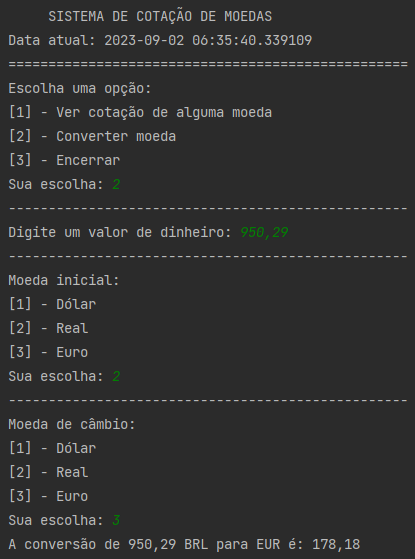 SISTEMA DE COTAÇÃO DE MOEDAS
Data atual: 2023-09-02 06:35:40.339109
==================================================
Escolha uma opção:
[1] - Ver cotação de alguma moeda
[2] - Converter moeda
[3] - Encerrar
Sua escolha: 2
--------------------------------------------------
Digite um valor de dinheiro: 950,29
--------------------------------------------------
Moeda inicial:
[1] - Dólar
[2] - Real
[3] - Euro
Sua escolha: 2
--------------------------------------------------
Moeda de câmbio:
[1] - Dólar
[2] - Real
[3] - Euro
Sua escolha: 3
A conversão de 950,29 BRL para EUR é: 178,18